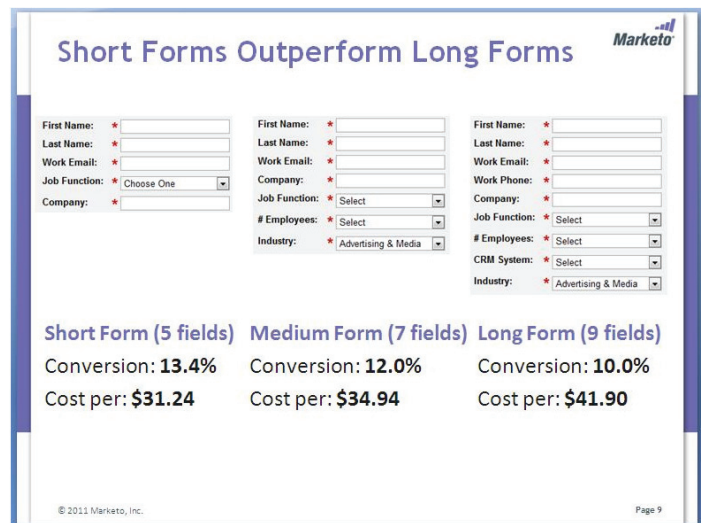 Short Forms Outperform Long Forms
Marketo
First Name: *
Last Name: *
Work Email: *
Job Function: * Choose One
Company: *
First Name: *
Last Name: *
Work Email: *
Company: *
Job Function: * Select
# Employees: * Select
Industry: * Advertising & Media
First Name: *
Last Name: *
Work Email: *
Work Phone: *
Company: *
Job Function: * Select
# Employees: * Select
CRM System: * Select
Industry: * Advertising & Media
Short Form (5 fields)
Conversion: 13.4%
Cost per: $31.24
Medium Form (7 fields)
Conversion: 12.0%
Cost per: $34.94
Long Form (9 fields)
Conversion: 10.0%
Cost per: $41.90
© 2011 Marketo, Inc.
Page 9